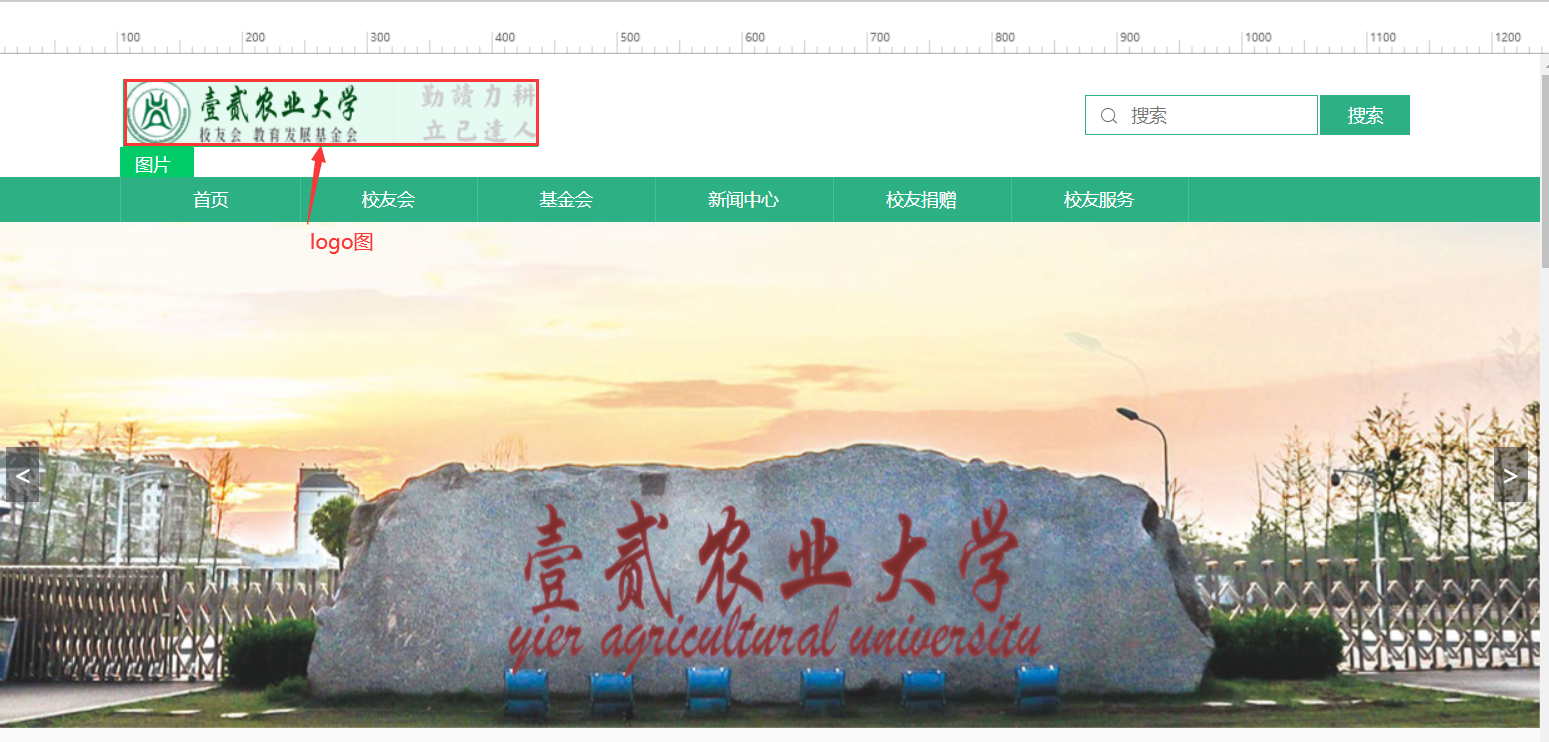 100 200 300 400 500 600 700 800 900 1000 1100 1200
壹贰农业大学
校友会 教育发展基金会
勤讀力耕
立己達人
搜索 搜索
图片
首页 校友会 基金会 新闻中心 校友捐赠 校友服务
logo图
< >
壹贰农业大学
yier agricultural universitu